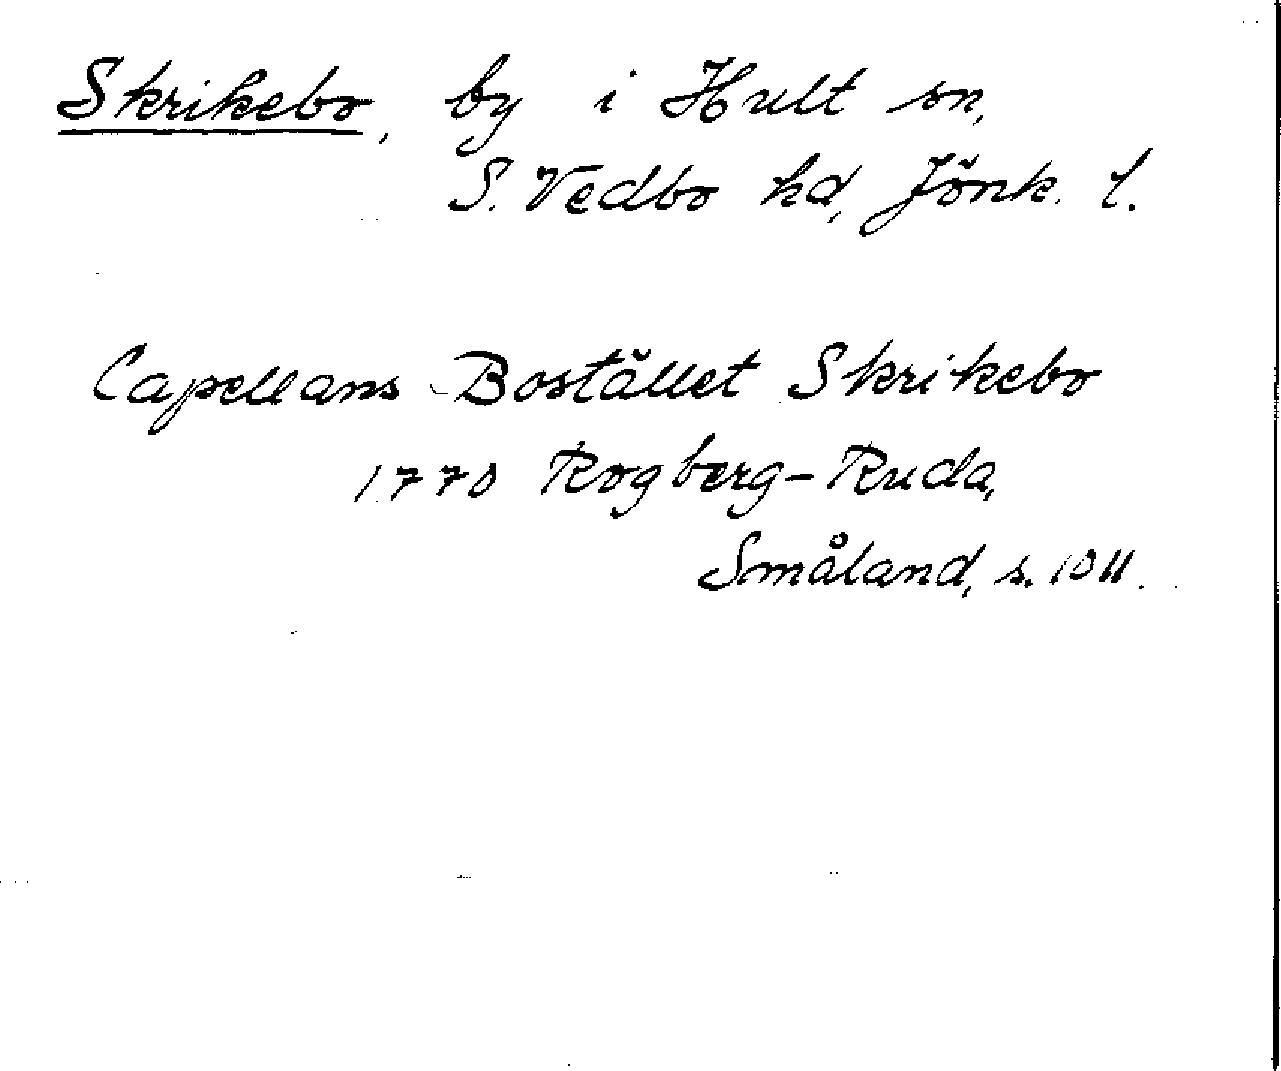 Skrikebo, by i Hult sn,
S. Vedbo hd, Jönk. l.
Capellans Bostället Skrikebo
1770 Rogberg-Ruda,
Småland, s. 1011.